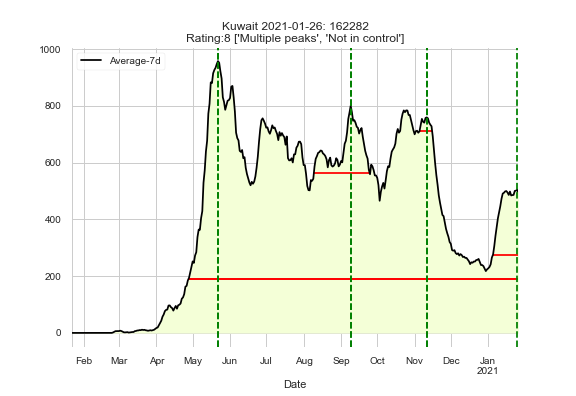 Kuwait 2021-01-26: 162282
Rating:8 ['Multiple peaks', 'Not in control']
1000
Average-7d
800
600
400
200
0
Feb Mar Apr May Jun Jul Aug Sep Oct Nov Dec Jan
2021
Date